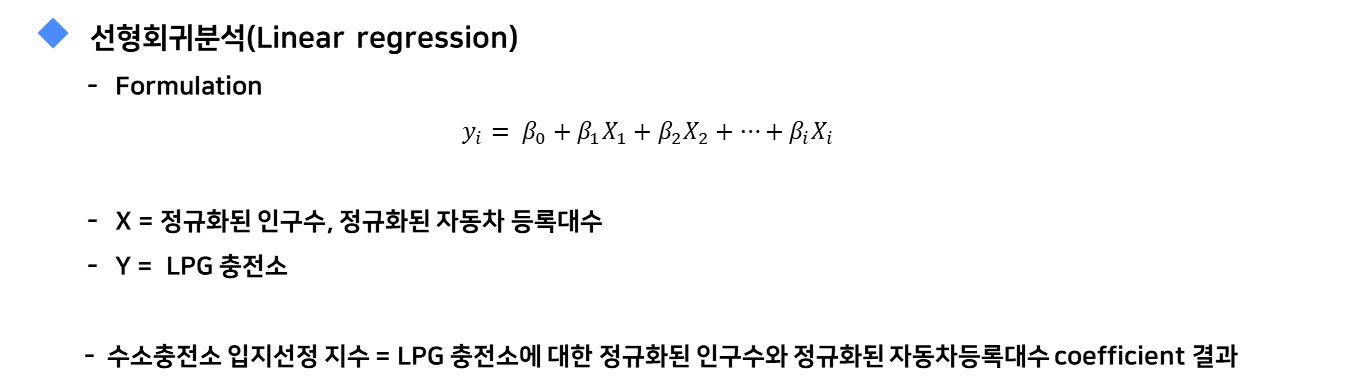 선형회귀분석(Linear regression)
- Formulation
yᵢ = β₀ + β₁X₁ + β₂X₂ + ⋯ + βᵢXᵢ
- X = 정규화된 인구수, 정규화된 자동차 등록대수
- Y = LPG 충전소
- 수소충전소 입지선정 지수 = LPG 충전소에 대한 정규화된 인구수와 정규화된 자동차등록대수 coefficient 결과